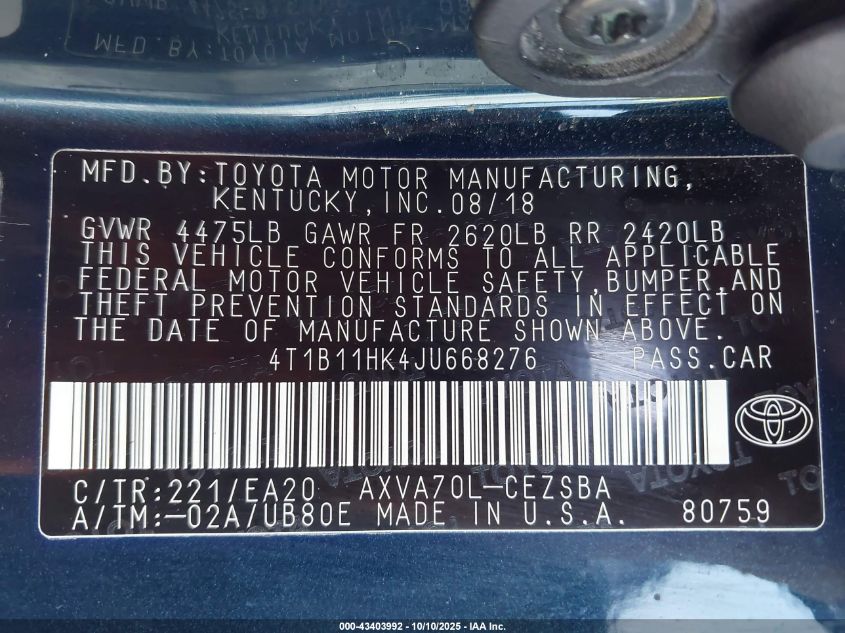 MFD.BY:TOYOTA MOTOR MANUFACTURING,
KENTUCKY,INC.08/18
GVWR 4475LB GAWR FR 2620LB RR 2420LB
THIS VEHICLE CONFORMS TO ALL APPLICABLE
FEDERAL MOTOR VEHICLE SAFETY,BUMPER,AND
THEFT PREVENTION STANDARDS IN EFFECT ON
THE DATE OF MANUFACTURE SHOWN ABOVE.
4T1B11HK4JU668276 PASS.CAR
C/TR:221/EA20 AXVA70L-CEZSBA
A/TM:-02A/UB80E MADE IN U.S.A. 80759
000-43403992 - 10/10/2025 - IAA Inc.